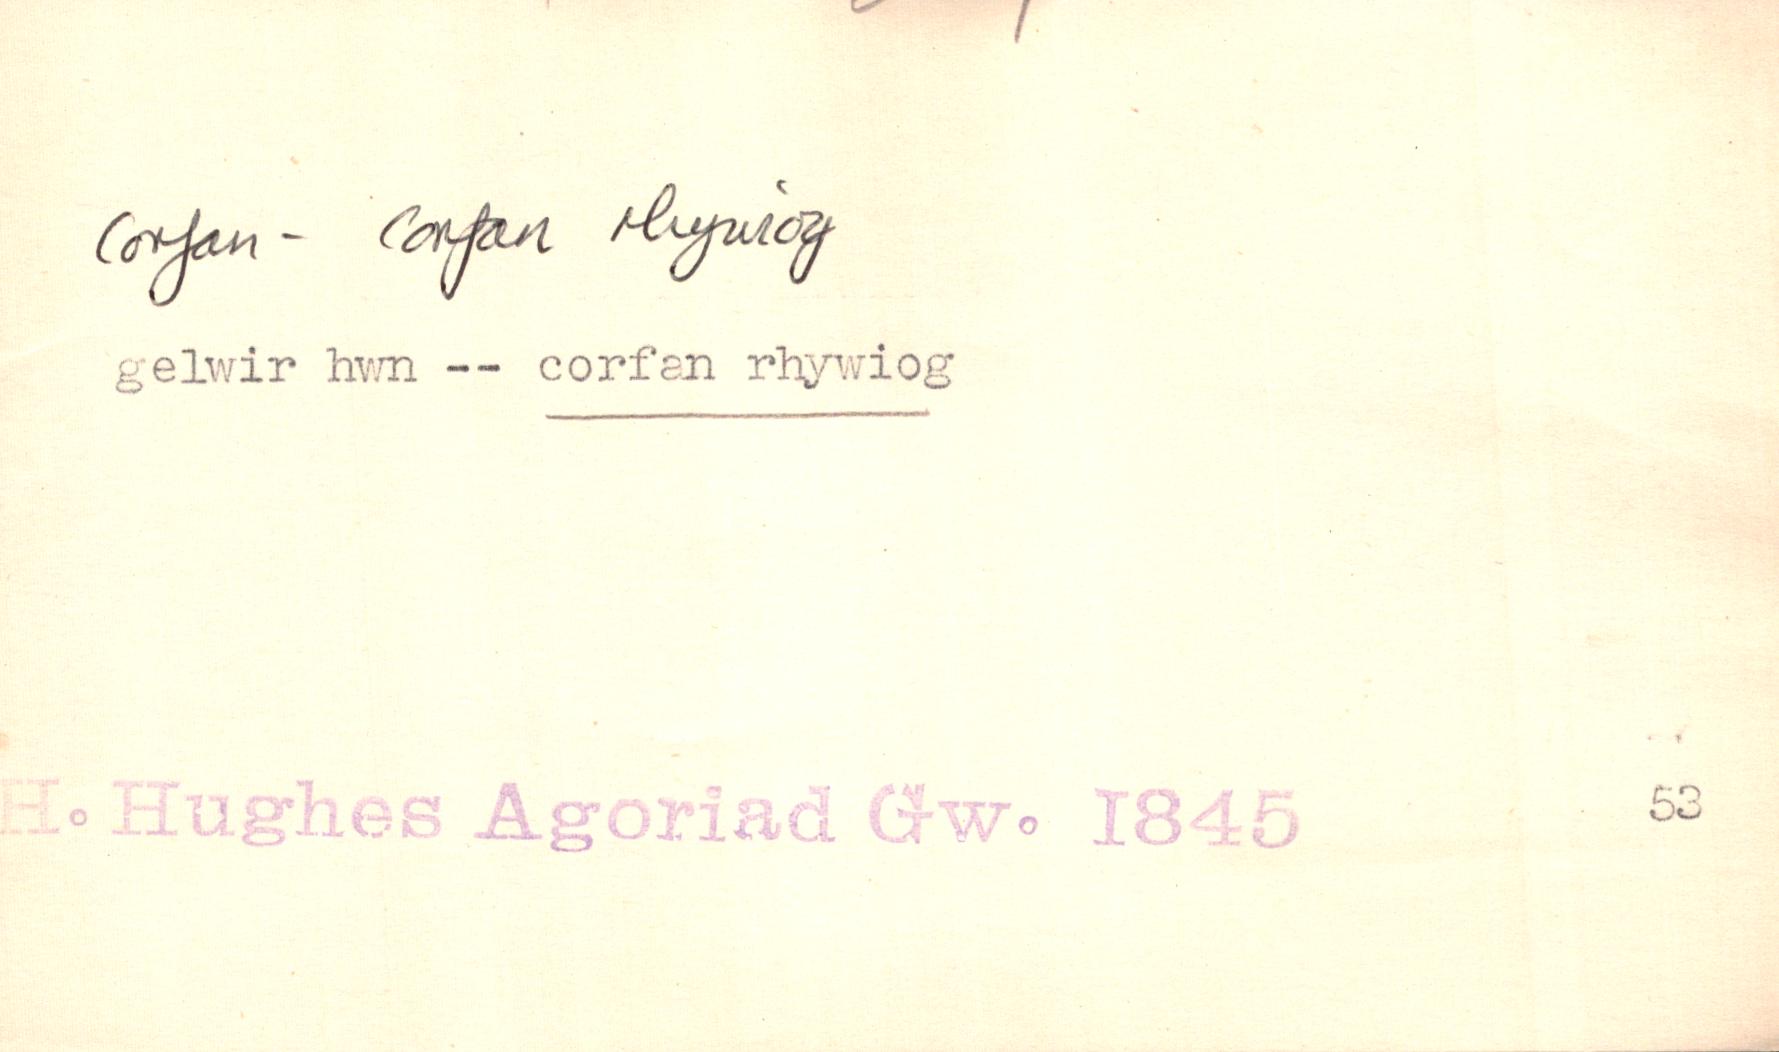 Corfan - Corfan rhywiog
gelwir hwn -- corfan rhywiog
H. Hughes Agoriad Gw. 1845 53